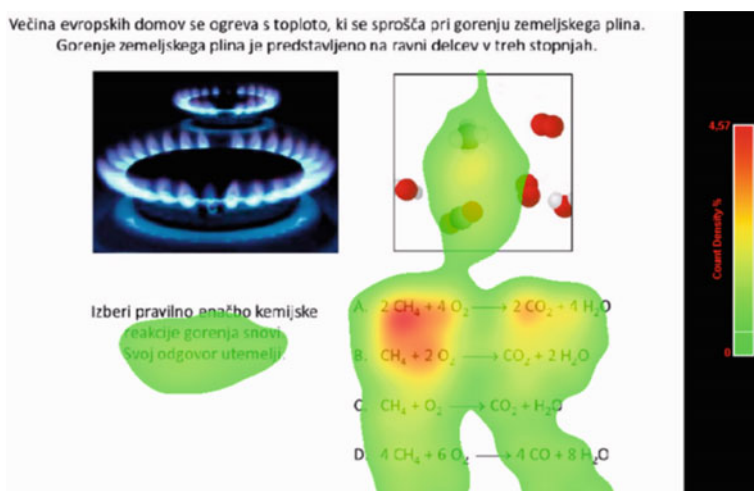 Večina evropskih domov se ogreva s toploto, ki se sprošča pri gorenju zemeljskega plina.
Gorenje zemeljskega plina je predstavljeno na ravni delcev v treh stopnjah.
Izberi pravilno enačbo kemijske
reakcije gorenja snovi.
Svoj odgovor utemelji.
A. 2 CH₄ + 4 O₂ ⟶ 2 CO₂ + 4 H₂O
B. CH₄ + 2 O₂ ⟶ CO₂ + 2 H₂O
C. CH₄ + O₂ ⟶ CO₂ + H₂O
D. 4 CH₄ + 6 O₂ ⟶ 4 CO + 8 H₂O
4.57
Count Density %
0